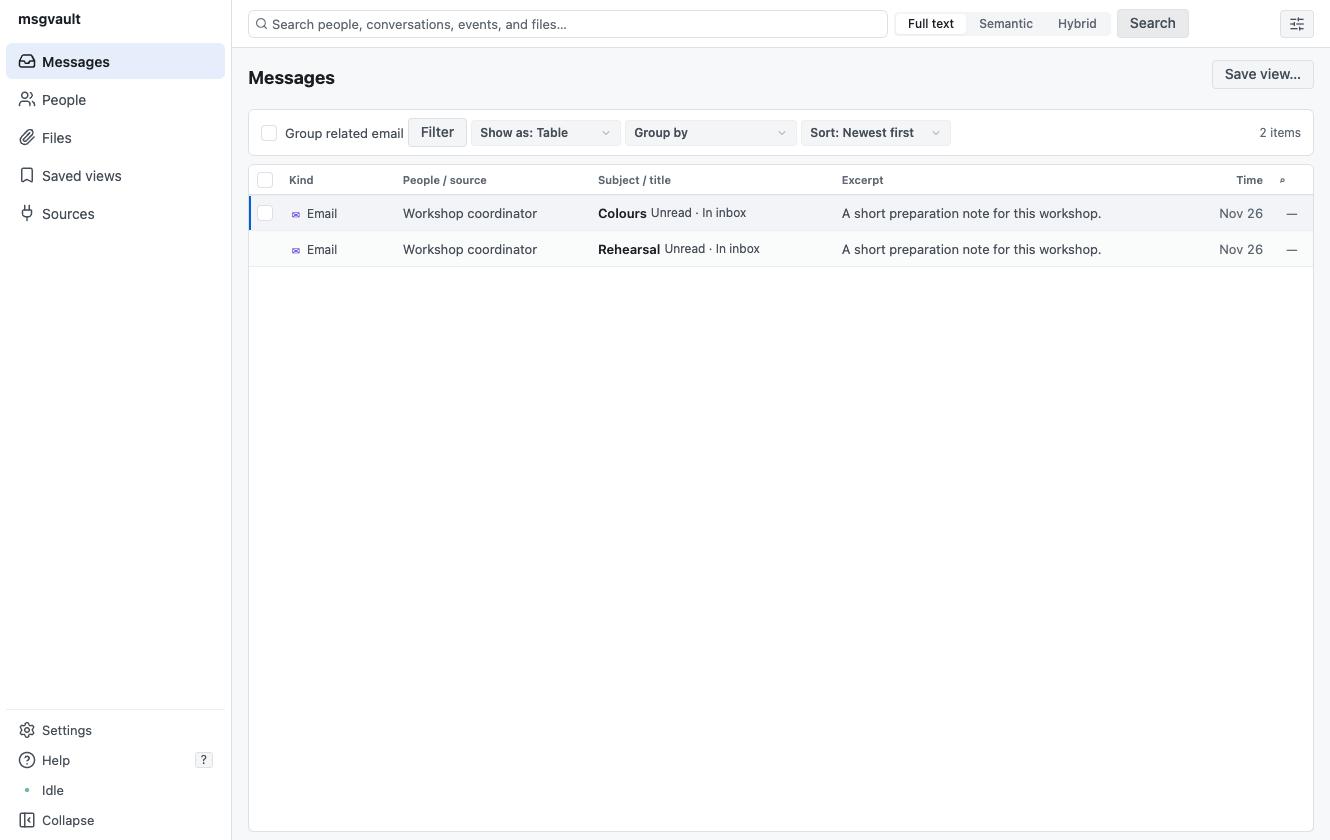 msgvault
Search people, conversations, events, and files...
Full text
Semantic
Hybrid
Search
Messages
People
Files
Saved views
Sources
Messages
Save view...
Group related email
Filter
Show as: Table
Group by
Sort: Newest first
2 items
Kind People / source Subject / title Excerpt Time
Email Workshop coordinator Colours Unread · In inbox A short preparation note for this workshop. Nov 26 —
Email Workshop coordinator Rehearsal Unread · In inbox A short preparation note for this workshop. Nov 26 —
Settings
Help ?
Idle
Collapse